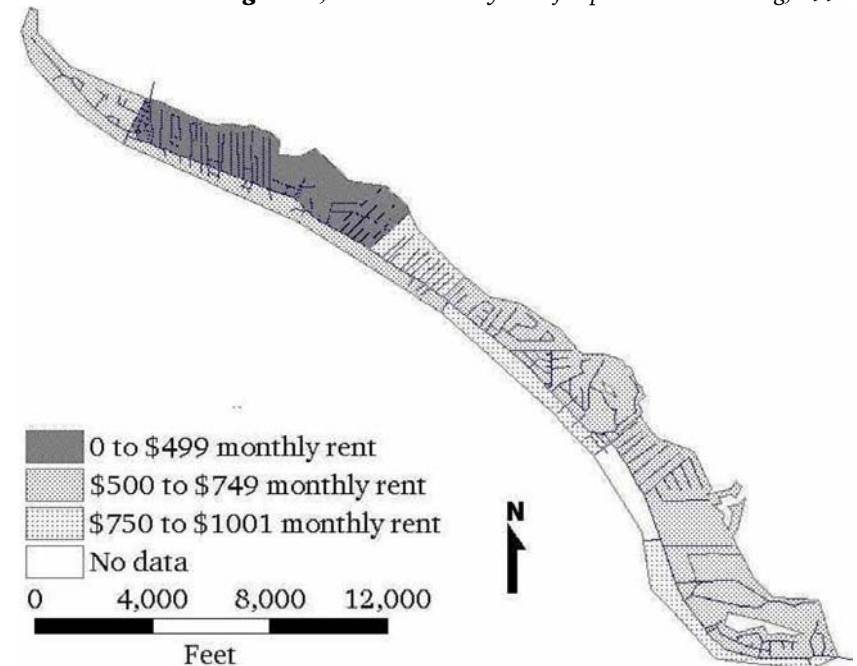 0 to $499 monthly rent
$500 to $749 monthly rent
$750 to $1001 monthly rent
No data
0 4,000 8,000 12,000
Feet
N